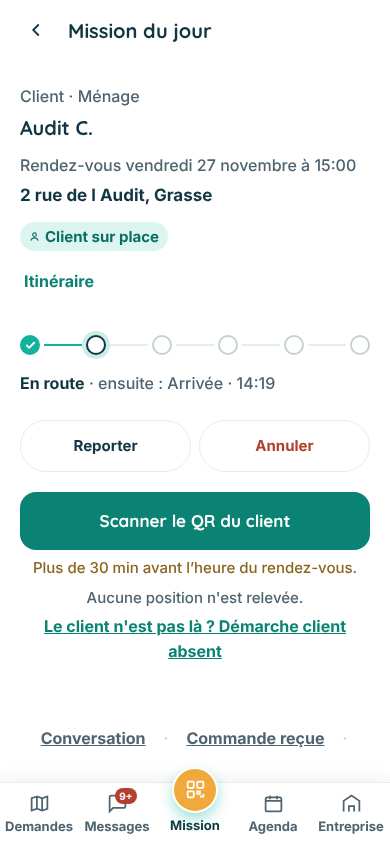 Mission du jour
Client · Ménage
Audit C.
Rendez-vous vendredi 27 novembre à 15:00
2 rue de l Audit, Grasse
Client sur place
Itinéraire
En route · ensuite : Arrivée · 14:19
Reporter
Annuler
Scanner le QR du client
Plus de 30 min avant l’heure du rendez-vous.
Aucune position n'est relevée.
Le client n'est pas là ? Démarche client
absent
Conversation · Commande reçue ·
9+
Demandes Messages Mission Agenda Entreprise